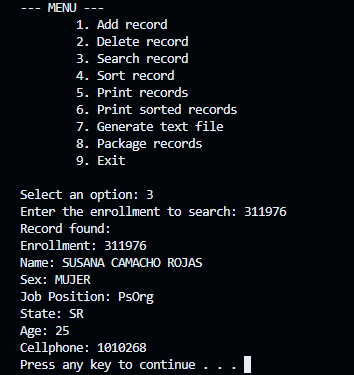 --- MENU ---
1. Add record
2. Delete record
3. Search record
4. Sort record
5. Print records
6. Print sorted records
7. Generate text file
8. Package records
9. Exit
Select an option: 3
Enter the enrollment to search: 311976
Record found:
Enrollment: 311976
Name: SUSANA CAMACHO ROJAS
Sex: MUJER
Job Position: PsOrg
State: SR
Age: 25
Cellphone: 1010268
Press any key to continue . . .